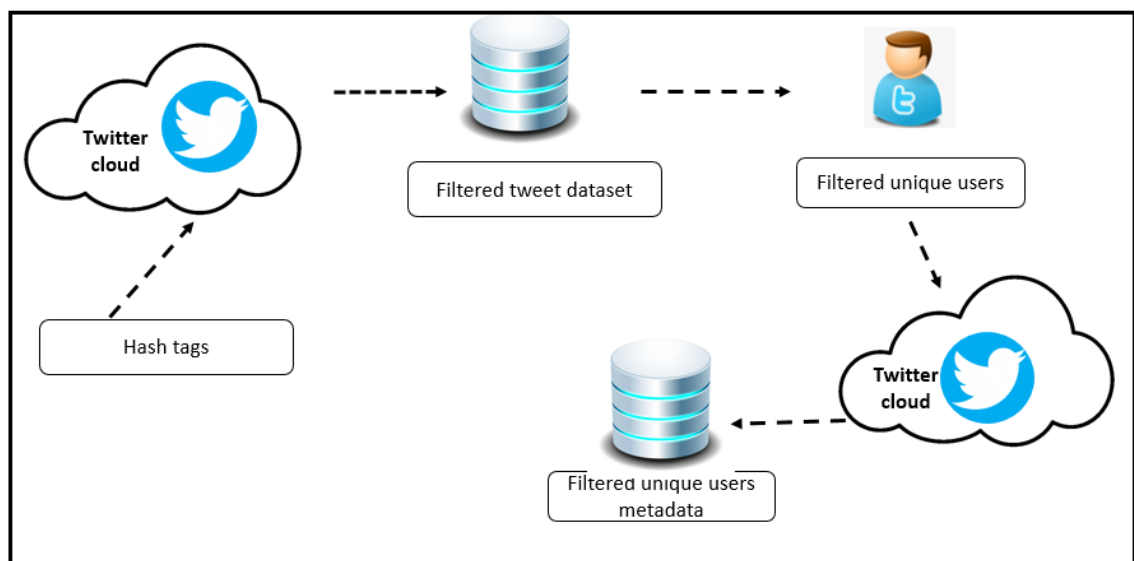 Twitter
cloud
Filtered tweet dataset
Filtered unique users
Hash tags
Twitter
cloud
Filtered unique users
metadata